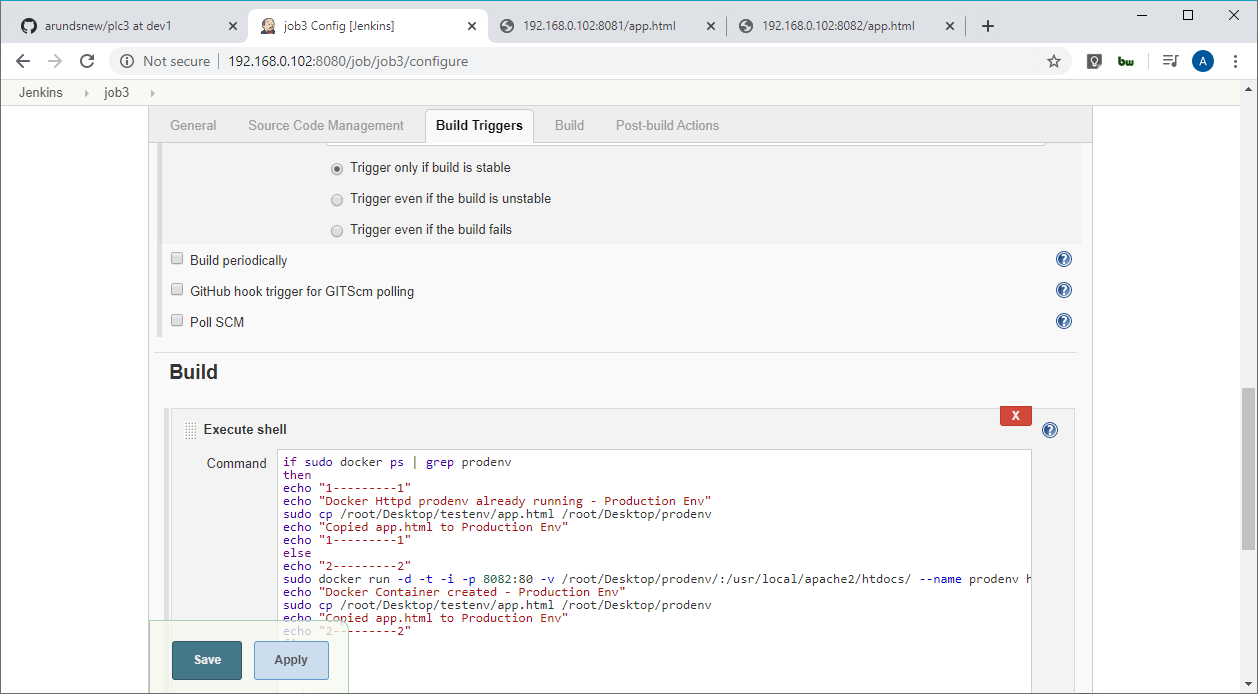 arundsnew/plc3 at dev1
job3 Config [Jenkins]
192.168.0.102:8081/app.html
192.168.0.102:8082/app.html
Not secure
192.168.0.102:8080/job/job3/configure
bw
A
Jenkins
job3
General
Source Code Management
Build Triggers
Build
Post-build Actions
Trigger only if build is stable
Trigger even if the build is unstable
Trigger even if the build fails
Build periodically
GitHub hook trigger for GITScm polling
Poll SCM
Build
X
Execute shell
Command
if sudo docker ps | grep prodenv
then
echo "1---------1"
echo "Docker Httpd prodenv already running - Production Env"
sudo cp /root/Desktop/testenv/app.html /root/Desktop/prodenv
echo "Copied app.html to Production Env"
echo "1---------1"
else
echo "2---------2"
sudo docker run -d -t -i -p 8082:80 -v /root/Desktop/prodenv/:/usr/local/apache2/htdocs/ --name prodenv h
echo "Docker Container created - Production Env"
sudo cp /root/Desktop/testenv/app.html /root/Desktop/prodenv
echo "Copied app.html to Production Env"
echo "2---------2"
Save
Apply